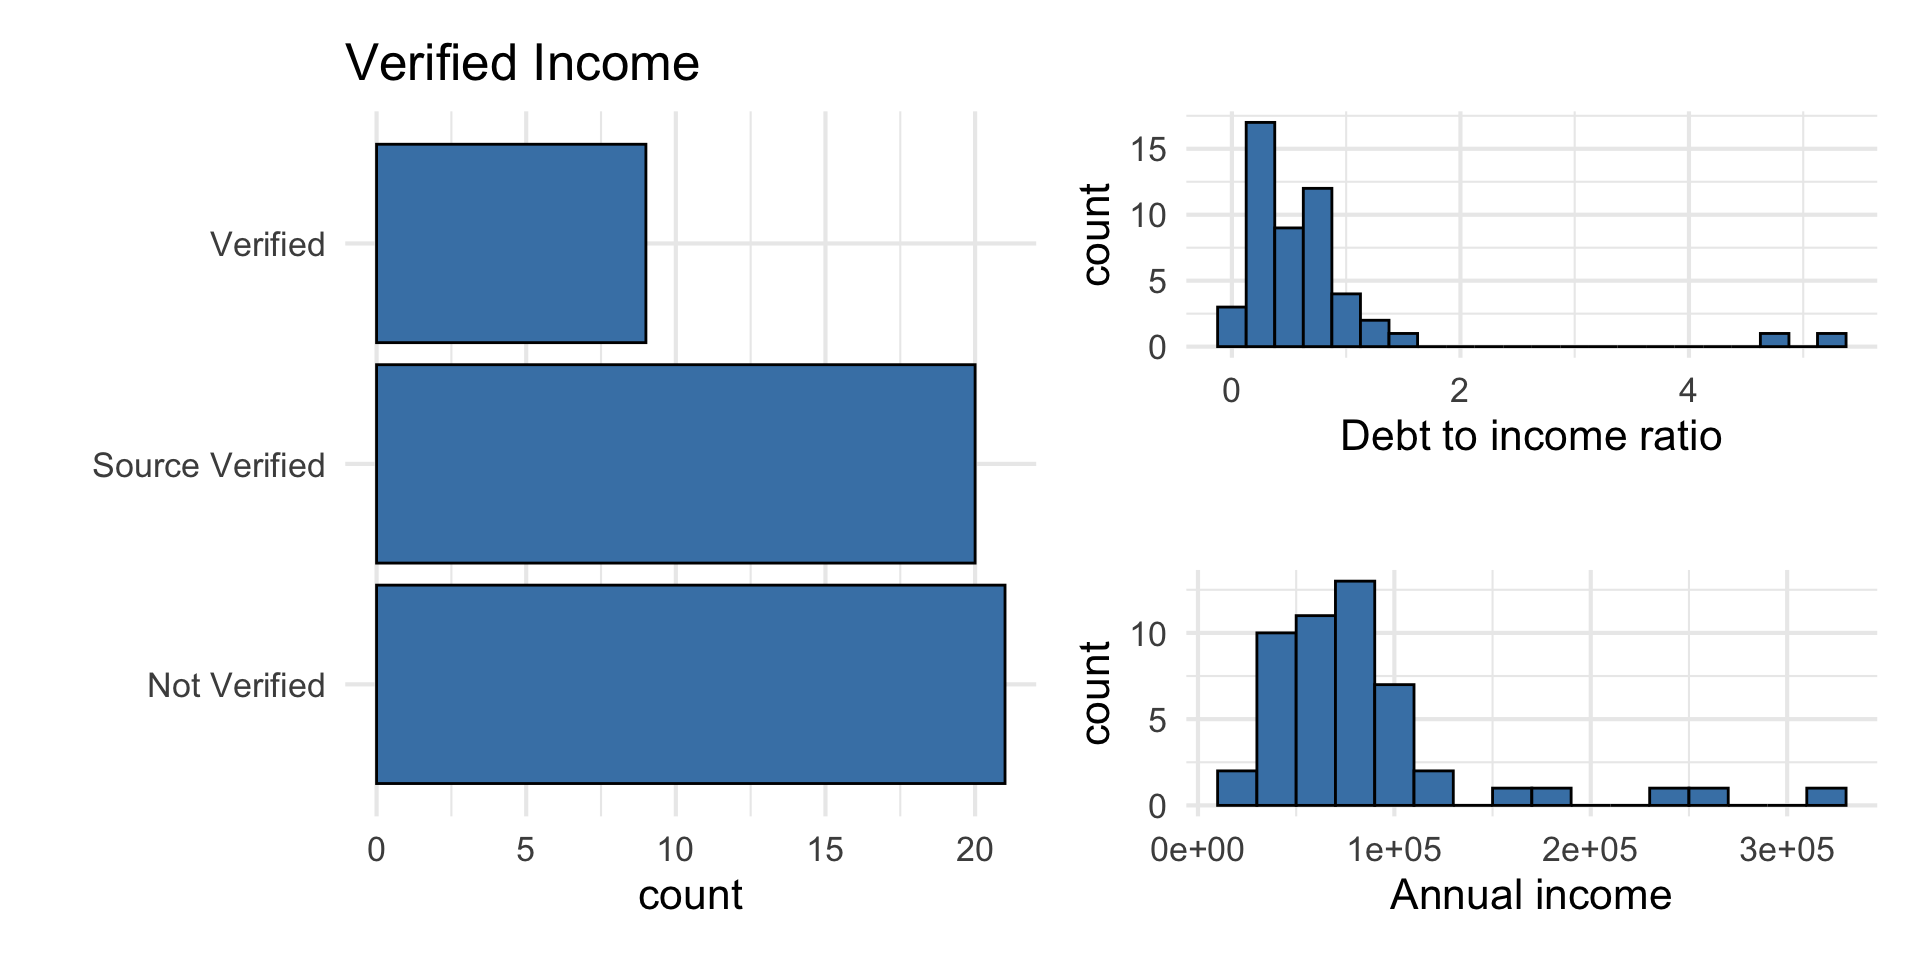 Verified Income
Verified
Source Verified
Not Verified
0 5 10 15 20
count
15
10
5
0
count
0 2 4
Debt to income ratio
10
5
0
count
0e+00 1e+05 2e+05 3e+05
Annual income